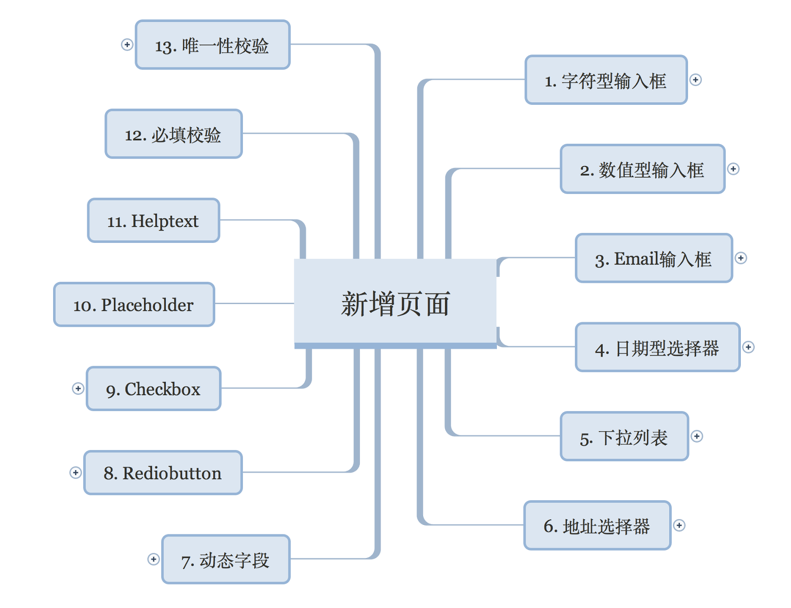 新增页面
1. 字符型输入框
2. 数值型输入框
3. Email输入框
4. 日期型选择器
5. 下拉列表
6. 地址选择器
7. 动态字段
8. Rediobutton
9. Checkbox
10. Placeholder
11. Helptext
12. 必填校验
13. 唯一性校验